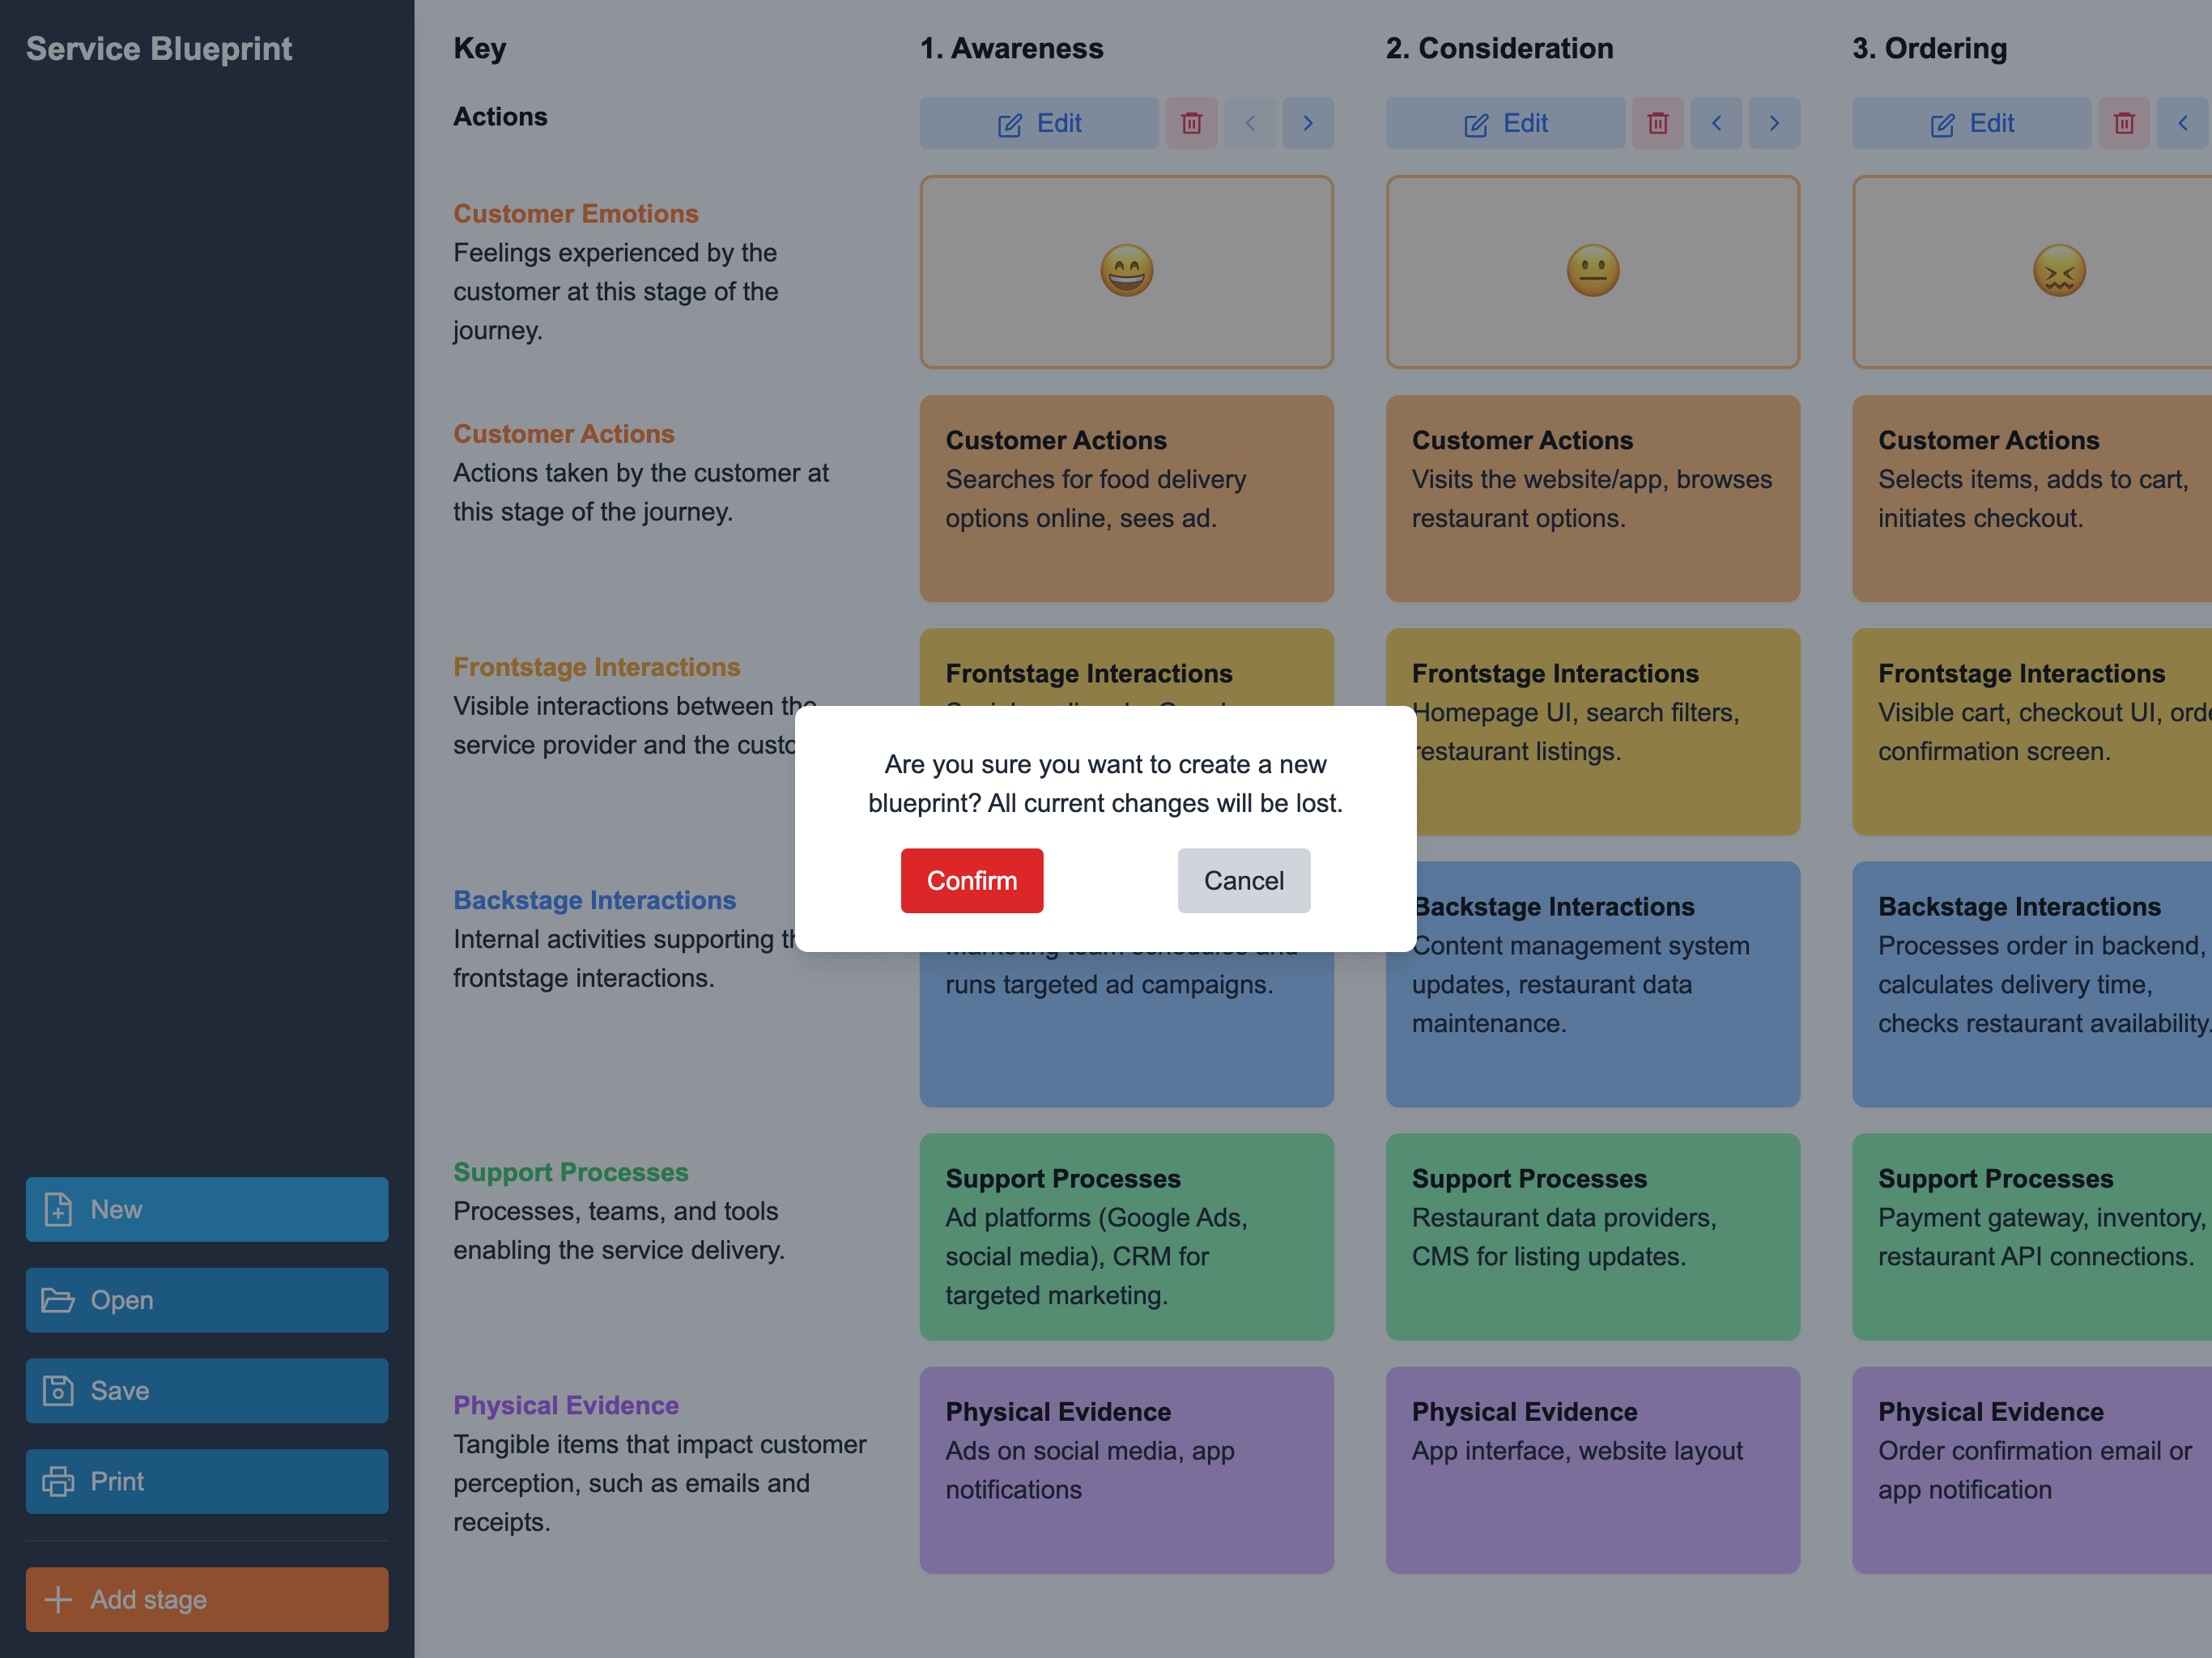 Service Blueprint
New
Open
Save
Print
Add stage
Key
Actions
Customer Emotions
Feelings experienced by the
customer at this stage of the
journey.
Customer Actions
Actions taken by the customer at
this stage of the journey.
Frontstage Interactions
Visible interactions between the
service provider and the
Backstage Interactions
Internal activities supporting
frontstage interactions.
Support Processes
Processes, teams, and tools
enabling the service delivery.
Physical Evidence
Tangible items that impact customer
perception, such as emails and
receipts.
1. Awareness
Edit
Customer Actions
Searches for food delivery
options online, sees ad.
Frontstage Interactions
runs targeted ad campaigns.
Support Processes
Ad platforms (Google Ads,
social media), CRM for
targeted marketing.
Physical Evidence
Ads on social media, app
notifications
2. Consideration
Edit
Customer Actions
Visits the website/app, browses
restaurant options.
Frontstage Interactions
Homepage UI, search filters,
restaurant listings.
Backstage Interactions
Content management system
updates, restaurant data
maintenance.
Support Processes
Restaurant data providers,
CMS for listing updates.
Physical Evidence
App interface, website layout
3. Ordering
Edit
Customer Actions
Selects items, adds to cart,
initiates checkout.
Frontstage Interactions
Visible cart, checkout UI,
confirmation screen.
Backstage Interactions
Processes order in backend,
calculates delivery time,
checks restaurant availability.
Support Processes
Payment gateway, inventory,
restaurant API connections.
Physical Evidence
Order confirmation email or
app notification
Are you sure you want to create a new
blueprint? All current changes will be lost.
Confirm
Cancel